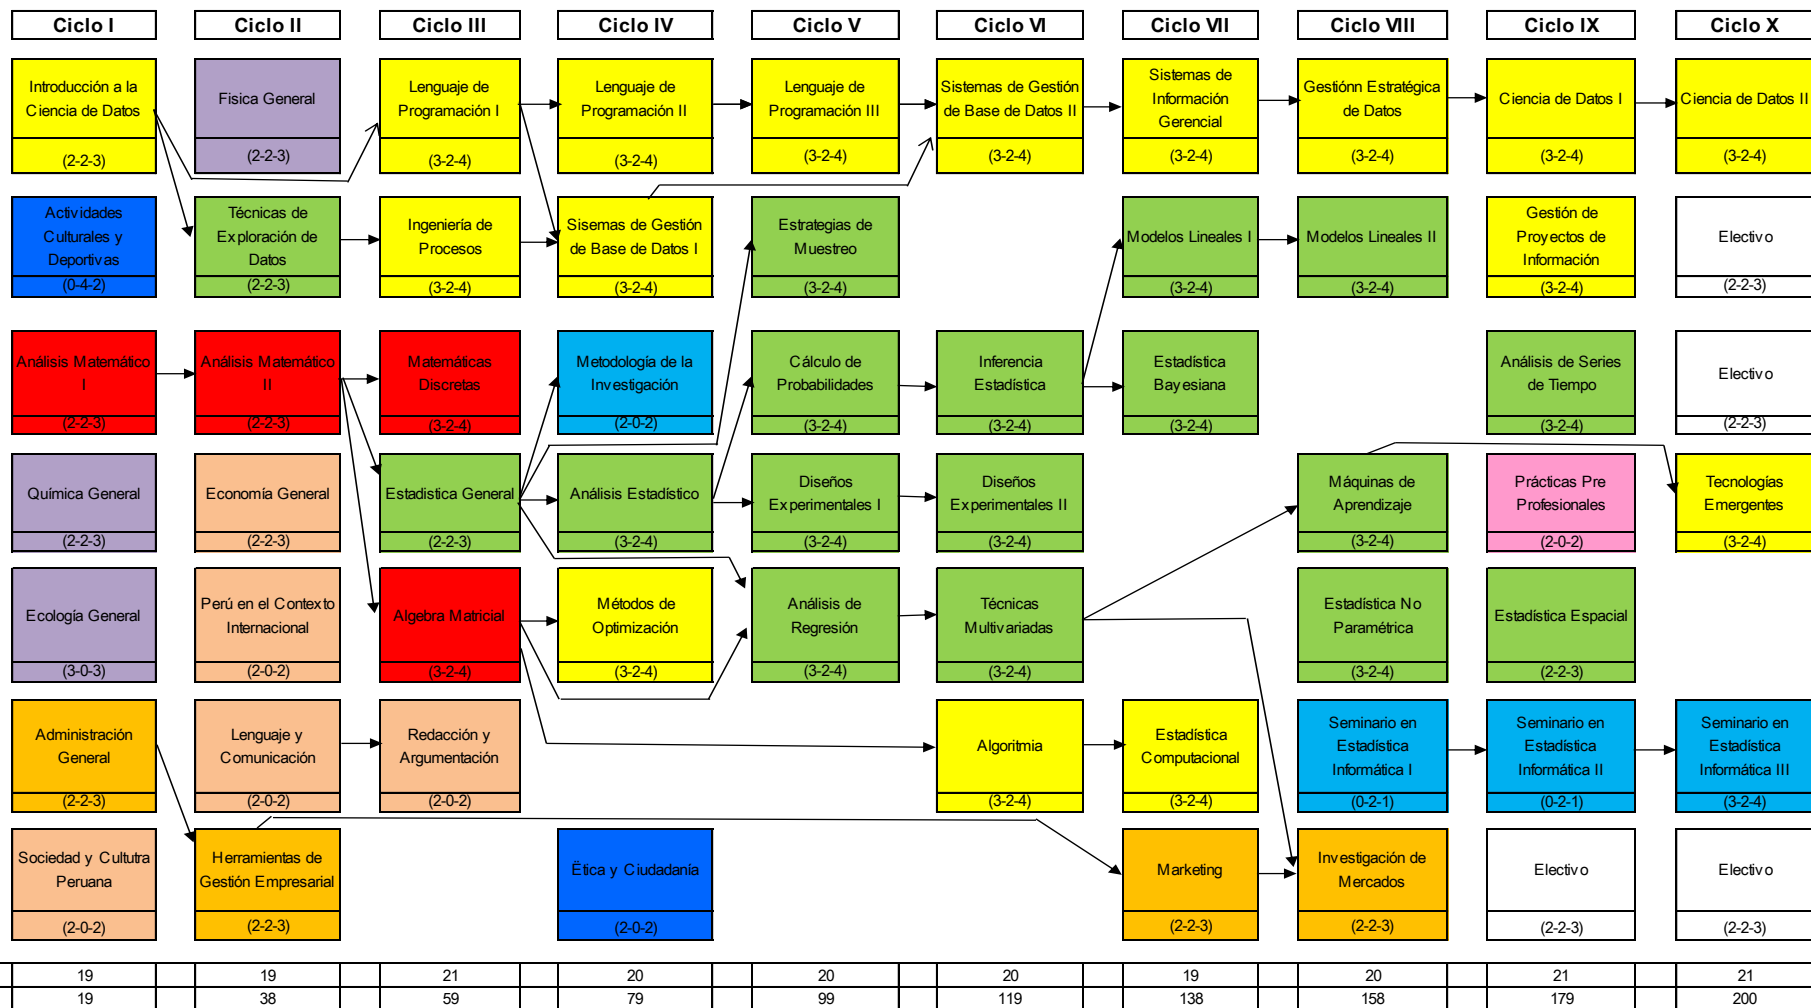 Ciclo I
Ciclo II
Ciclo III
Ciclo IV
Ciclo V
Ciclo VI
Ciclo VII
Ciclo VIII
Ciclo IX
Ciclo X
Introducción a la
Ciencia de Datos
(2-2-3)
Fisica General
(2-2-3)
Lenguaje de
Programación I
(3-2-4)
Lenguaje de
Programación II
(3-2-4)
Lenguaje de
Programación III
(3-2-4)
Sistemas de Gestión
de Base de Datos II
(3-2-4)
Sistemas de
Información
Gerencial
(3-2-4)
Gestiónn Estratégica
de Datos
(3-2-4)
Ciencia de Datos I
(3-2-4)
Ciencia de Datos II
(3-2-4)
Actividades
Culturales y
Deportivas
(0-4-2)
Técnicas de
Exploración de
Datos
(2-2-3)
Ingeniería de
Procesos
(3-2-4)
Sisemas de Gestión
de Base de Datos I
(3-2-4)
Estrategias de
Muestreo
(3-2-4)
Modelos Lineales I
(3-2-4)
Modelos Lineales II
(3-2-4)
Gestión de
Proyectos de
Información
(3-2-4)
Electivo
(2-2-3)
Análisis Matemático
I
(2-2-3)
Análisis Matemático
II
(2-2-3)
Matemáticas
Discretas
(3-2-4)
Metodología de la
Investigación
(2-0-2)
Cálculo de
Probabilidades
(3-2-4)
Inferencia
Estadística
(3-2-4)
Estadística
Bayesiana
(3-2-4)
Análisis de Series
de Tiempo
(3-2-4)
Electivo
(2-2-3)
Química General
(2-2-3)
Economía General
(2-2-3)
Estadistica General
(2-2-3)
Análisis Estadístico
(3-2-4)
Diseños
Experimentales I
(3-2-4)
Diseños
Experimentales II
(3-2-4)
Máquinas de
Aprendizaje
(3-2-4)
Prácticas Pre
Profesionales
(2-0-2)
Tecnologías
Emergentes
(3-2-4)
Ecología General
(3-0-3)
Perú en el Contexto
Internacional
(2-0-2)
Algebra Matricial
(3-2-4)
Métodos de
Optimización
(3-2-4)
Análisis de
Regresión
(3-2-4)
Técnicas
Multivariadas
(3-2-4)
Estadística No
Paramétrica
(3-2-4)
Estadística Espacial
(2-2-3)
Administración
General
(2-2-3)
Lenguaje y
Comunicación
(2-0-2)
Redacción y
Argumentación
(2-0-2)
Algoritmia
(3-2-4)
Estadística
Computacional
(3-2-4)
Seminario en
Estadística
Informática I
(0-2-1)
Seminario en
Estadística
Informática II
(0-2-1)
Seminario en
Estadística
Informática III
(3-2-4)
Sociedad y Cultutra
Peruana
(2-0-2)
Herramientas de
Gestión Empresarial
(2-2-3)
Ëtica y Ciudadanía
(2-0-2)
Marketing
(2-2-3)
Investigación de
Mercados
(2-2-3)
Electivo
(2-2-3)
Electivo
(2-2-3)
19 19 21 20 20 20 19 20 21 21
19 38 59 79 99 119 138 158 179 200